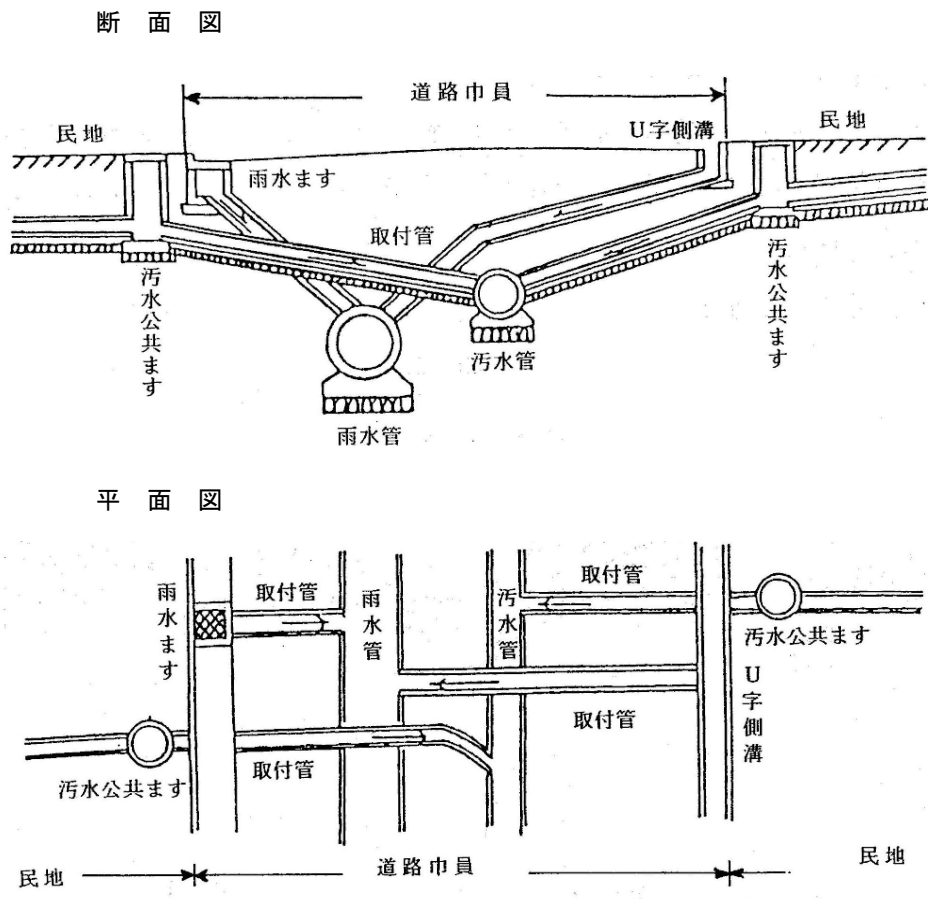 断面図
道路巾員
民地
U字側溝
民地
雨水ます
取付管
汚水公共ます
汚水公共ます
汚水管
雨水管
平面図
雨水ます
取付管
雨水管
汚水管
取付管
汚水公共ます
U字側溝
取付管
取付管
汚水公共ます
民地
道路巾員
民地